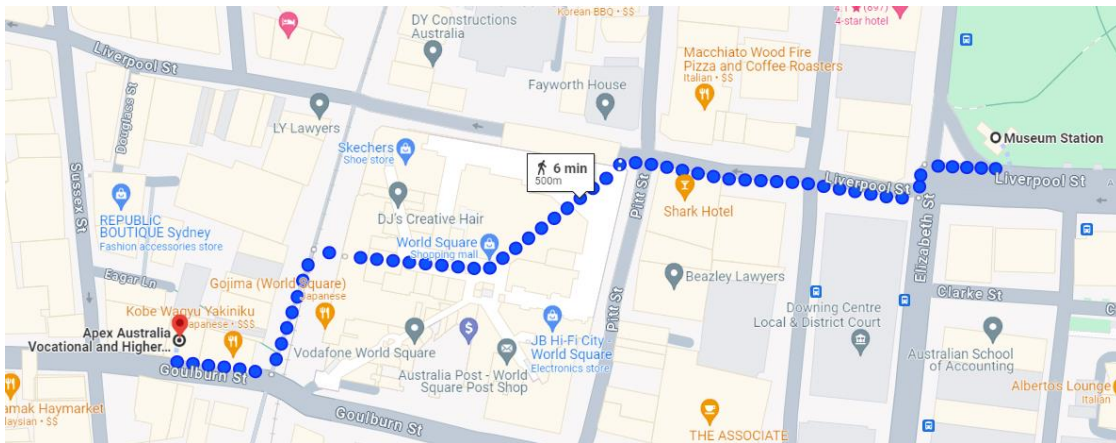 Korean BBQ • $$
4-star hotel
DY Constructions
Australia
Liverpool St
Macchiato Wood Fire
Pizza and Coffee Roasters
Italian • $$
Fayworth House
Douglass St
LY Lawyers
Liverpool St
Museum Station
Skechers
Shoe store
6 min
500m
Sussex St
Liverpool St
Liverpool St
Pitt St
Shark Hotel
DJ's Creative Hair
REPUBLiC
BOUTIQUE Sydney
Fashion accessories store
World Square
Shopping mall
Elizabeth St
Eagar Ln
Gojima (World Square)
Japanese
Beazley Lawyers
Clarke St
Kobe Wagyu Yakiniku
Japanese • $$$
Pitt St
Downing Centre
Local & District Court
Apex Australia
Vocational and Higher...
Vodafone World Square
$
JB Hi-Fi City -
World Square
Electronics store
Australian School
of Accounting
Goulburn St
Australia Post - World
Square Post Shop
Albertos Lounge
amak Haymarket
laysian • $$
Goulburn St
THE ASSOCIATE